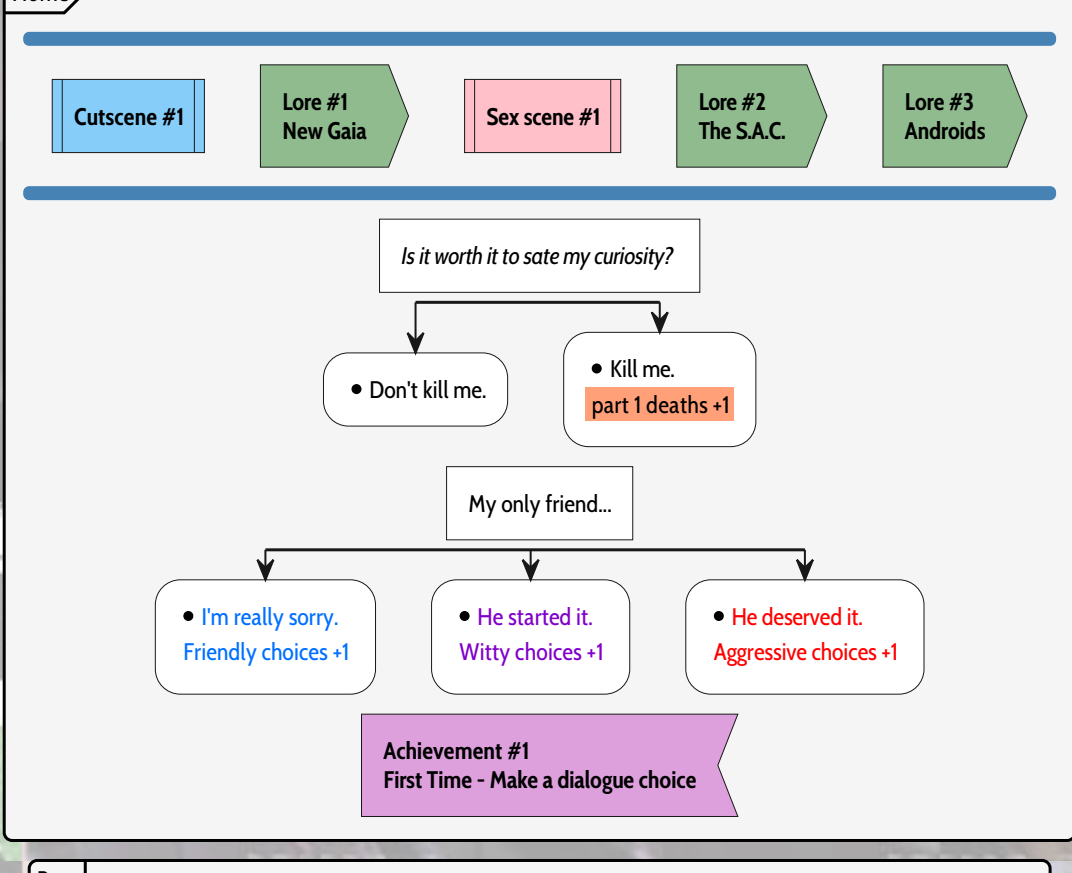 Home
Cutscene #1
Lore #1
New Gaia
Sex scene #1
Lore #2
The S.A.C.
Lore #3
Androids
Is it worth it to sate my curiosity?
Don't kill me.
Kill me.
part 1 deaths +1
My only friend...
I'm really sorry.
Friendly choices +1
He started it.
Witty choices +1
He deserved it.
Aggressive choices +1
Achievement #1
First Time - Make a dialogue choice